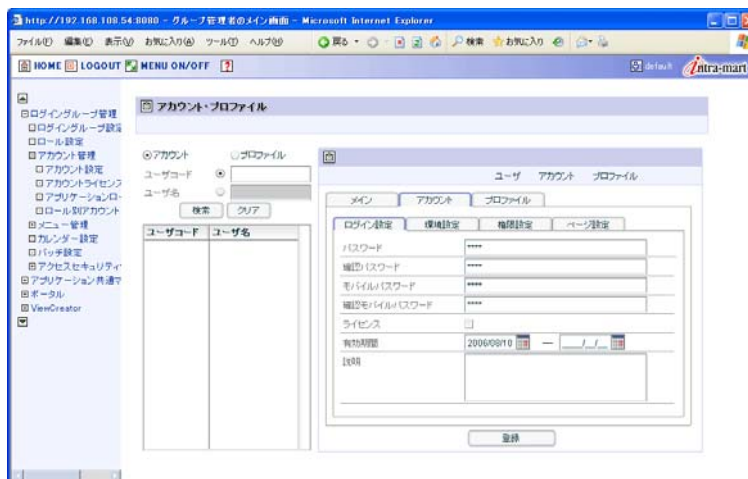 http://192.168.108.54:8080 - グループ管理者のメイン画面 - Microsoft Internet Explorer
ファイル(F) 編集(E) 表示(V) お気に入り(A) ツール(T) ヘルプ(H)
戻る 検索 お気に入り
HOME LOGOUT MENU ON/OFF ? default intra-mart
ログイングループ管理
ログイングループ設定
ロール設定
アカウント管理
アカウント設定
アカウントライセンス
アプリケーションロー
ロール別アカウント
メニュー管理
カレンダー設定
バッチ設定
アクセスセキュリティ
アプリケーション共通マ
ポータル
ViewCreator
アカウント・プロファイル
アカウント プロファイル
ユーザコード
ユーザ名
検索 クリア
ユーザコード ユーザ名
ユーザ アカウント プロファイル
メイン アカウント プロファイル
ログイン設定 環境設定 権限設定 ページ設定
パスワード ****
確認パスワード ****
モバイルパスワード ****
確認モバイルパスワード ****
ライセンス
有効期間 2006/08/10 — ____/_/__
説明
登録